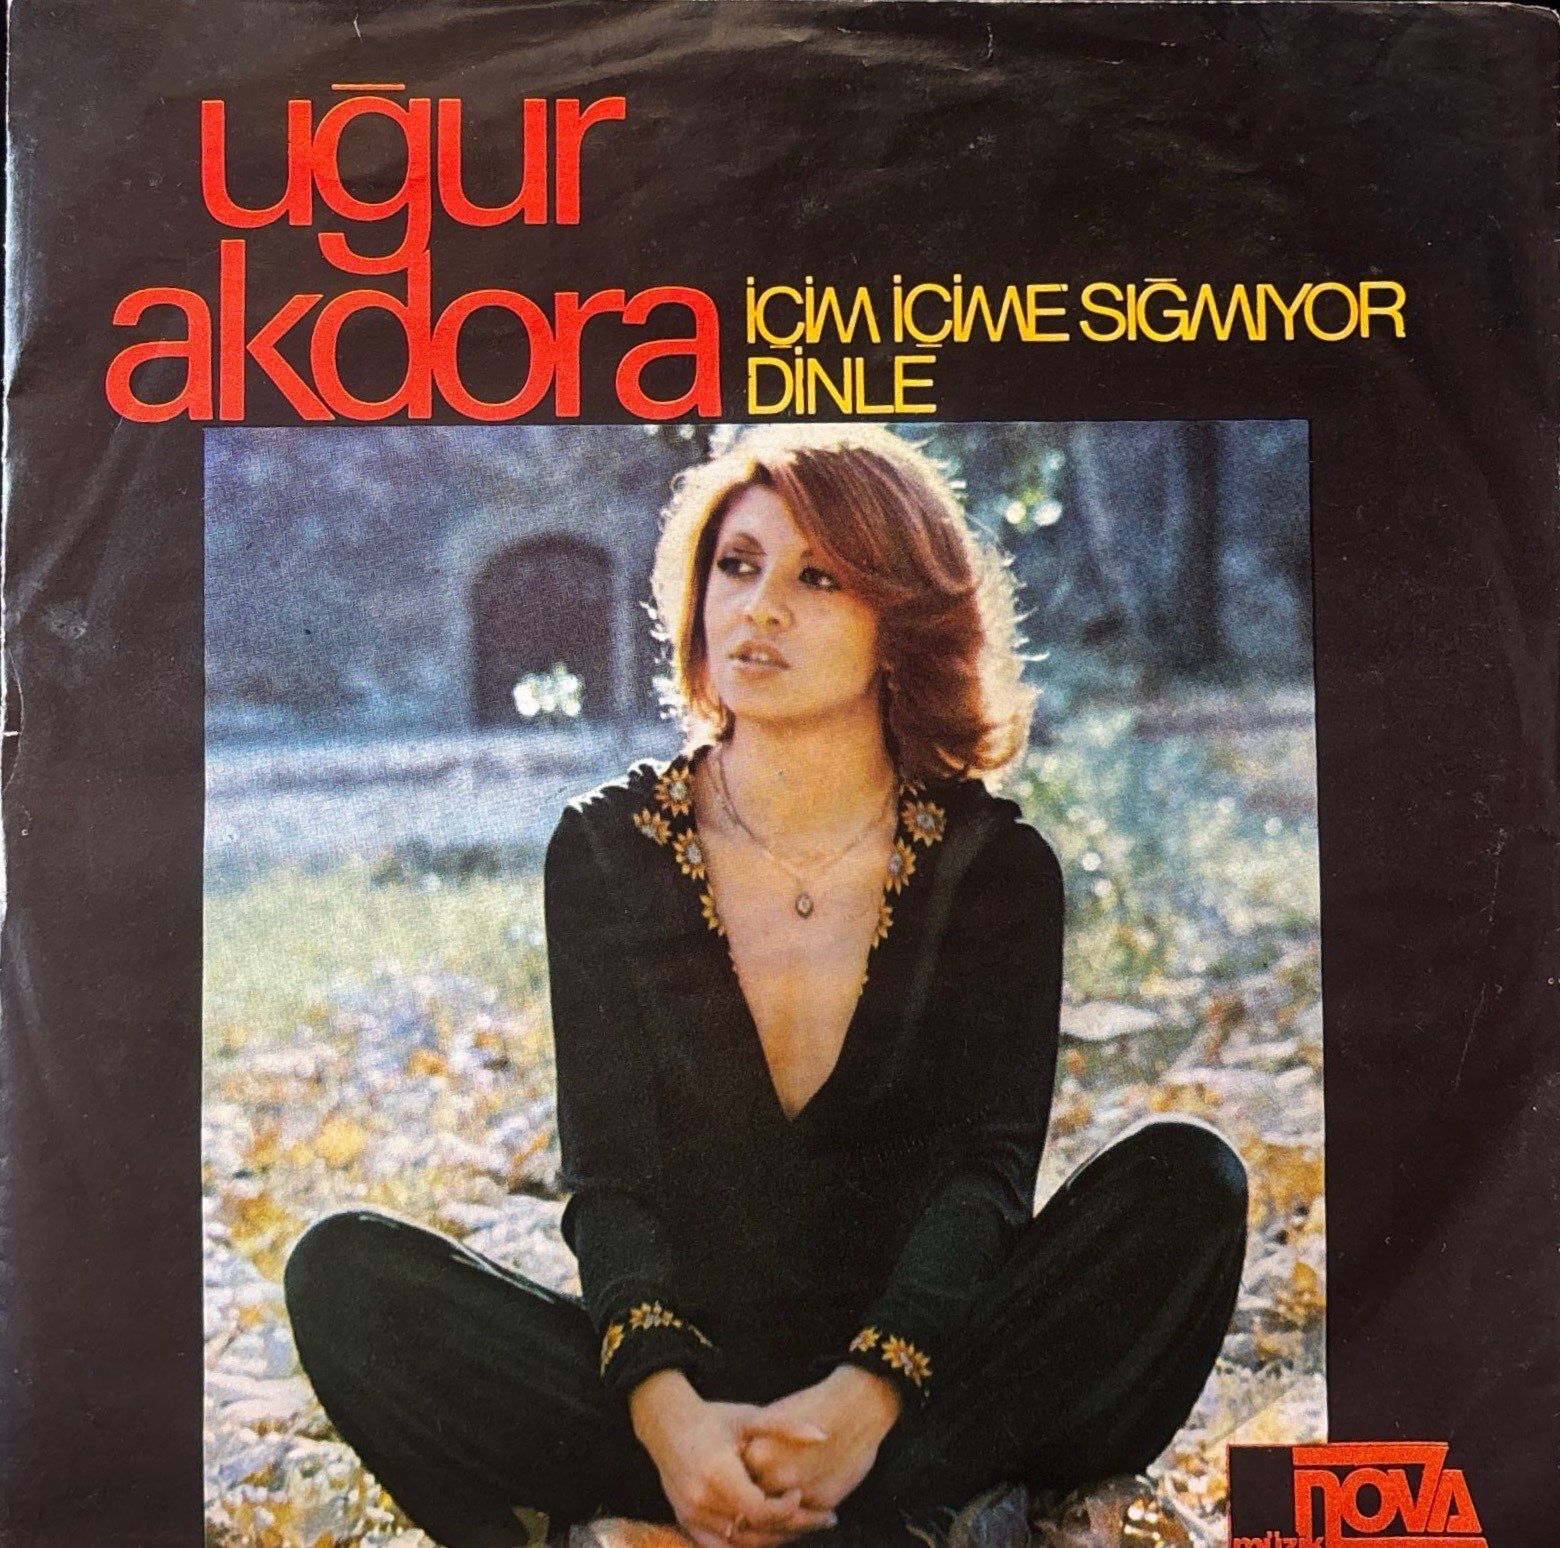 uğur
akdora
İÇİM İÇİME SIĞMIYOR
DİNLE
NOVA
müzik